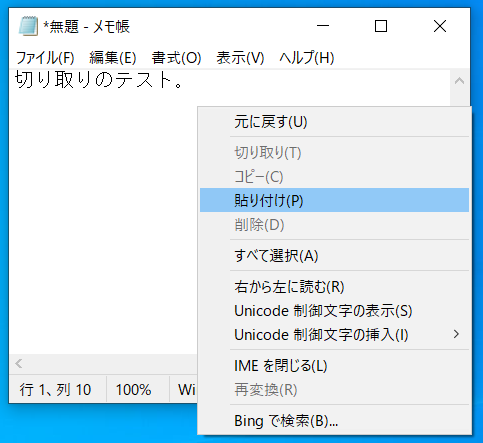 *無題 - メモ帳
ファイル(F) 編集(E) 書式(O) 表示(V) ヘルプ(H)
切り取りのテスト。
元に戻す(U)
切り取り(T)
コピー(C)
貼り付け(P)
削除(D)
すべて選択(A)
右から左に読む(R)
Unicode 制御文字の表示(S)
Unicode 制御文字の挿入(I)
IME を閉じる(L)
再変換(R)
Bing で検索(B)...
行 1、列 10 100% Wi